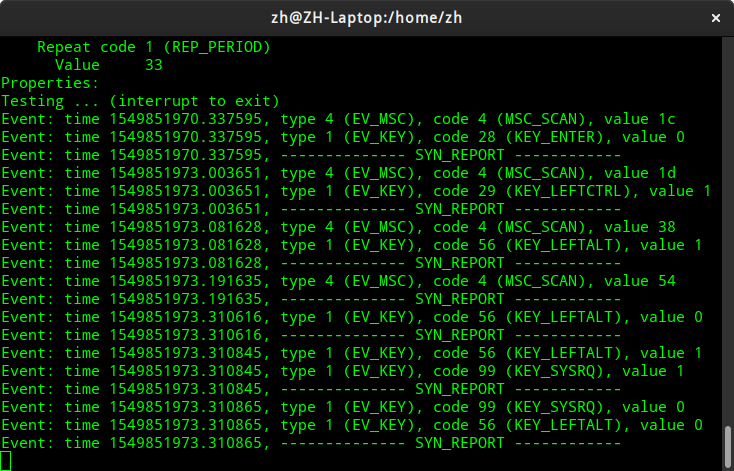 zh@ZH-Laptop:/home/zh
Repeat code 1 (REP_PERIOD)
Value 33
Properties:
Testing ... (interrupt to exit)
Event: time 1549851970.337595, type 4 (EV_MSC), code 4 (MSC_SCAN), value 1c
Event: time 1549851970.337595, type 1 (EV_KEY), code 28 (KEY_ENTER), value 0
Event: time 1549851970.337595, -------------- SYN_REPORT ------------
Event: time 1549851973.003651, type 4 (EV_MSC), code 4 (MSC_SCAN), value 1d
Event: time 1549851973.003651, type 1 (EV_KEY), code 29 (KEY_LEFTCTRL), value 1
Event: time 1549851973.003651, -------------- SYN_REPORT ------------
Event: time 1549851973.081628, type 4 (EV_MSC), code 4 (MSC_SCAN), value 38
Event: time 1549851973.081628, type 1 (EV_KEY), code 56 (KEY_LEFTALT), value 1
Event: time 1549851973.081628, -------------- SYN_REPORT ------------
Event: time 1549851973.191635, type 4 (EV_MSC), code 4 (MSC_SCAN), value 54
Event: time 1549851973.191635, -------------- SYN_REPORT ------------
Event: time 1549851973.310616, type 1 (EV_KEY), code 56 (KEY_LEFTALT), value 0
Event: time 1549851973.310616, -------------- SYN_REPORT ------------
Event: time 1549851973.310845, type 1 (EV_KEY), code 56 (KEY_LEFTALT), value 1
Event: time 1549851973.310845, type 1 (EV_KEY), code 99 (KEY_SYSRQ), value 1
Event: time 1549851973.310845, -------------- SYN_REPORT ------------
Event: time 1549851973.310865, type 1 (EV_KEY), code 99 (KEY_SYSRQ), value 0
Event: time 1549851973.310865, type 1 (EV_KEY), code 56 (KEY_LEFTALT), value 0
Event: time 1549851973.310865, -------------- SYN_REPORT ------------